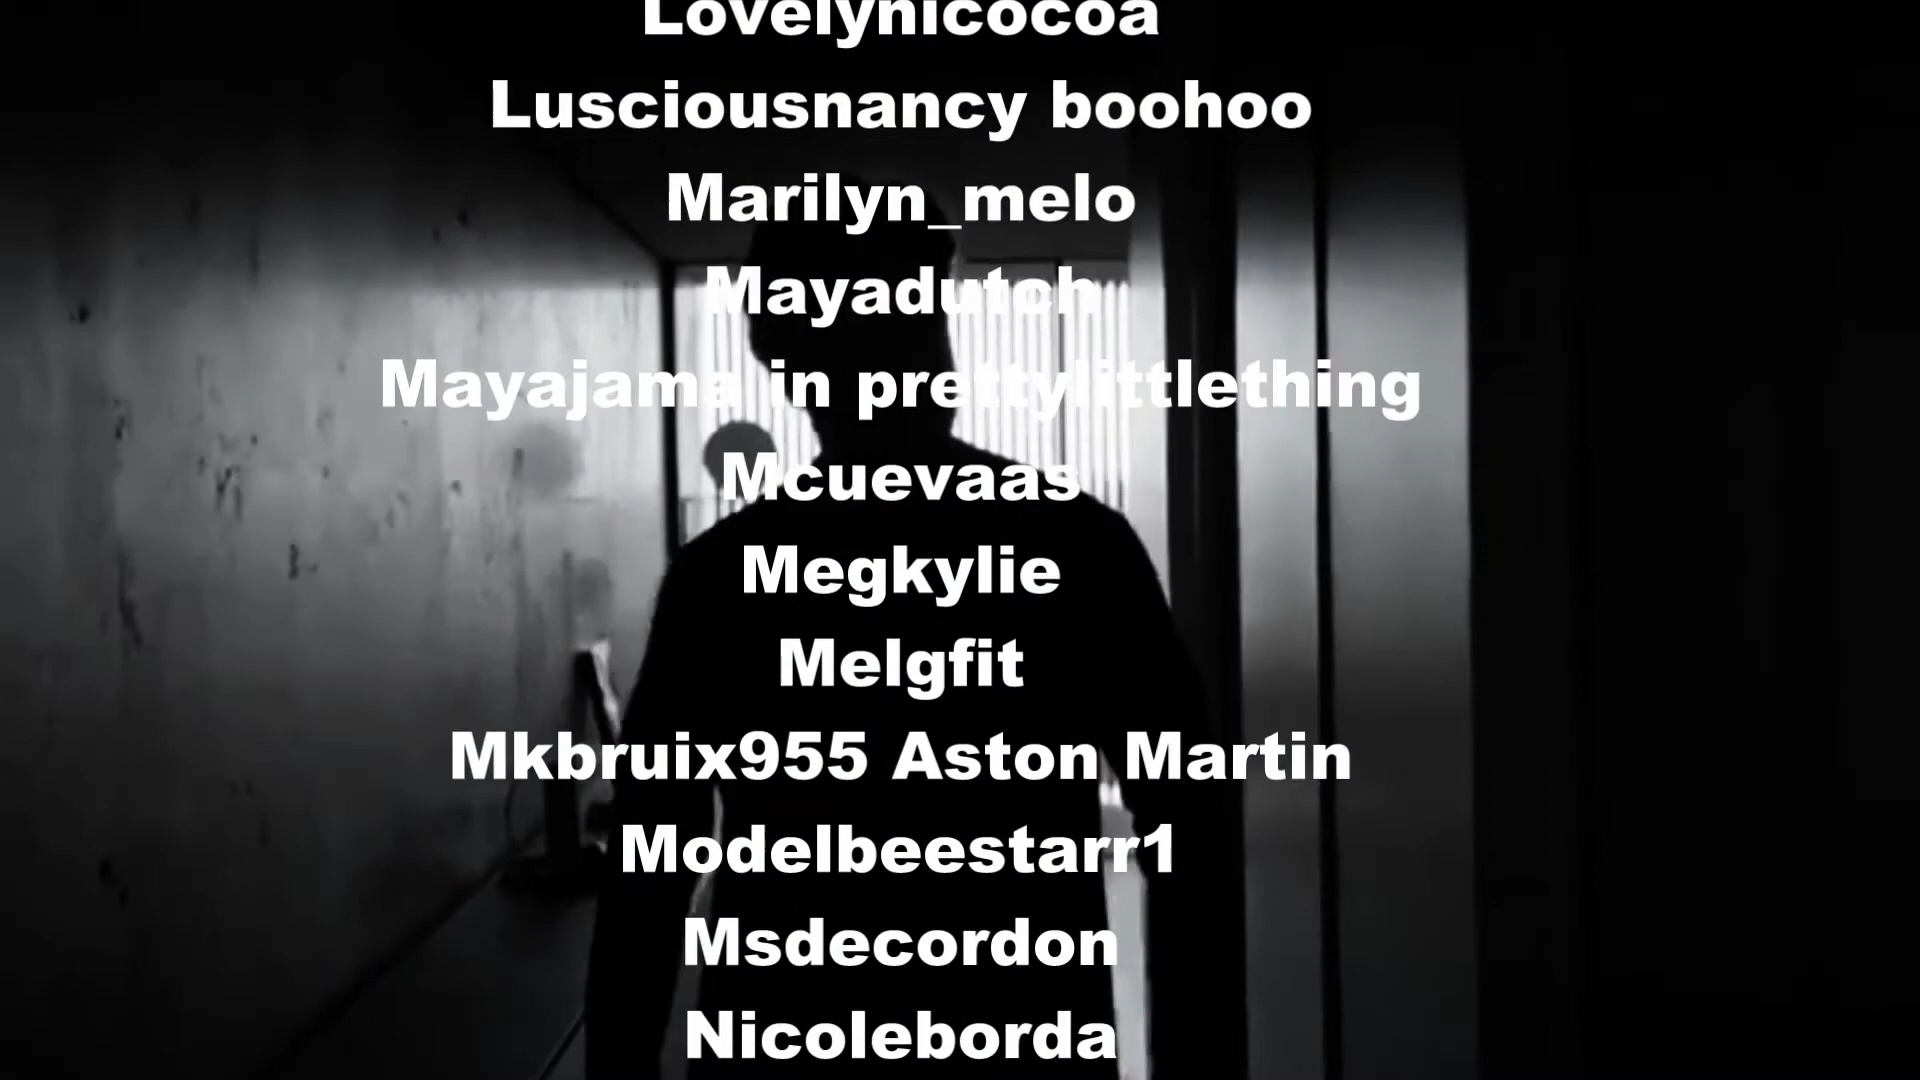 Lovelynicocoa
Lusciousnancy boohoo
Marilyn_melo
Mayadutch
Mayajama in prettylittlething
Mcuevaas
Megkylie
Melgfit
Mkbruix955 Aston Martin
Modelbeestarr1
Msdecordon
Nicoleborda